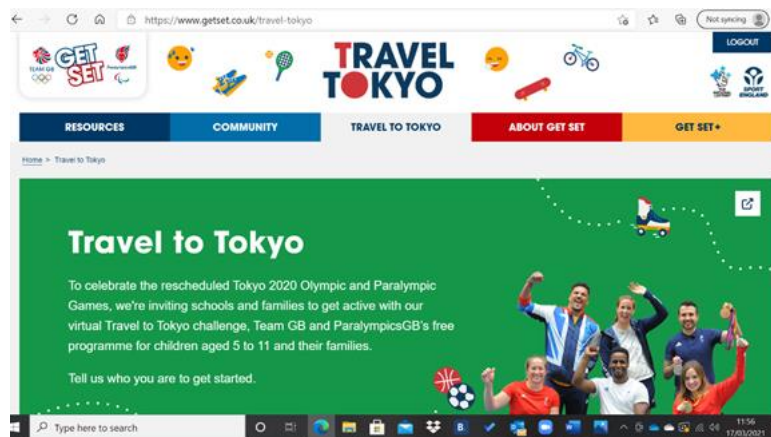 https://www.getset.co.uk/travel-tokyo
Not syncing
LOGOUT
GET SET
TEAM GB
TRAVEL
TOKYO
SPORT ENGLAND
RESOURCES
COMMUNITY
TRAVEL TO TOKYO
ABOUT GET SET
GET SET+
Home > Travel to Tokyo
Travel to Tokyo
To celebrate the rescheduled Tokyo 2020 Olympic and Paralympic
Games, we're inviting schools and families to get active with our
virtual Travel to Tokyo challenge, Team GB and ParalympicsGB's free
programme for children aged 5 to 11 and their families.
Tell us who you are to get started.
Type here to search
11:56
17/03/2021